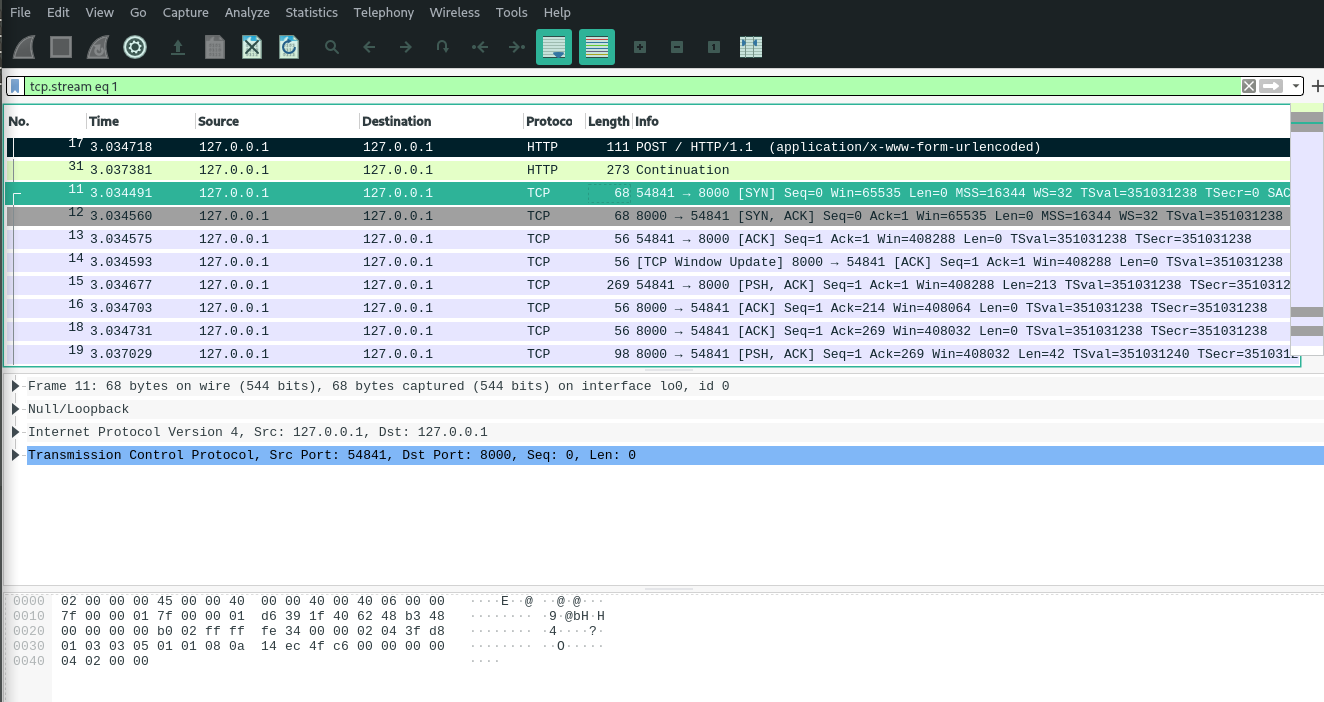 File Edit View Go Capture Analyze Statistics Telephony Wireless Tools Help
tcp.stream eq 1
No. Time Source Destination Protoco Length Info
17 3.034718 127.0.0.1 127.0.0.1 HTTP 111 POST / HTTP/1.1 (application/x-www-form-urlencoded)
31 3.037381 127.0.0.1 127.0.0.1 HTTP 273 Continuation
11 3.034491 127.0.0.1 127.0.0.1 TCP 68 54841 → 8000 [SYN] Seq=0 Win=65535 Len=0 MSS=16344 WS=32 TSval=351031238 TSecr=0 SAC
12 3.034560 127.0.0.1 127.0.0.1 TCP 68 8000 → 54841 [SYN, ACK] Seq=0 Ack=1 Win=65535 Len=0 MSS=16344 WS=32 TSval=351031238
13 3.034575 127.0.0.1 127.0.0.1 TCP 56 54841 → 8000 [ACK] Seq=1 Ack=1 Win=408288 Len=0 TSval=351031238 TSecr=351031238
14 3.034593 127.0.0.1 127.0.0.1 TCP 56 [TCP Window Update] 8000 → 54841 [ACK] Seq=1 Ack=1 Win=408288 Len=0 TSval=351031238
15 3.034677 127.0.0.1 127.0.0.1 TCP 269 54841 → 8000 [PSH, ACK] Seq=1 Ack=1 Win=408288 Len=213 TSval=351031238 TSecr=3510312
16 3.034703 127.0.0.1 127.0.0.1 TCP 56 8000 → 54841 [ACK] Seq=1 Ack=214 Win=408064 Len=0 TSval=351031238 TSecr=351031238
18 3.034731 127.0.0.1 127.0.0.1 TCP 56 8000 → 54841 [ACK] Seq=1 Ack=269 Win=408032 Len=0 TSval=351031238 TSecr=351031238
19 3.037029 127.0.0.1 127.0.0.1 TCP 98 8000 → 54841 [PSH, ACK] Seq=1 Ack=269 Win=408032 Len=42 TSval=351031240 TSecr=3510312
Frame 11: 68 bytes on wire (544 bits), 68 bytes captured (544 bits) on interface lo0, id 0
Null/Loopback
Internet Protocol Version 4, Src: 127.0.0.1, Dst: 127.0.0.1
Transmission Control Protocol, Src Port: 54841, Dst Port: 8000, Seq: 0, Len: 0
0000 02 00 00 00 45 00 00 40 00 00 40 00 40 06 00 00 ····E··@ ··@·@···
0010 7f 00 00 01 7f 00 00 01 d6 39 1f 40 62 48 b3 48 ········ ·9·@bH·H
0020 00 00 00 00 b0 02 ff ff fe 34 00 00 02 04 3f d8 ········ ·4····?·
0030 01 03 03 05 01 01 08 0a 14 ec 4f c6 00 00 00 00 ········ ··O·····
0040 04 02 00 00 ····